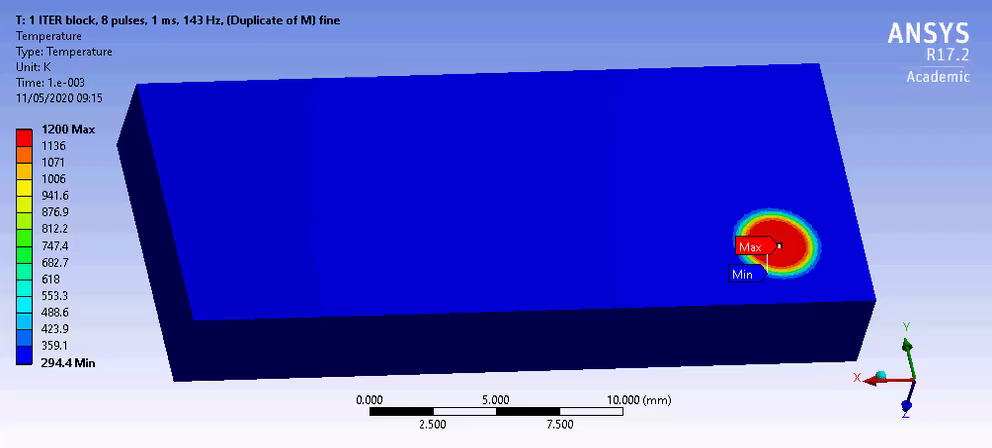 T: 1 ITER block, 8 pulses, 1 ms, 143 Hz, (Duplicate of M) fine
Temperature
Type: Temperature
Unit: K
Time: 1.e-003
11/05/2020 09:15
1200 Max
1136
1071
1006
941.6
876.9
812.2
747.4
682.7
618
553.3
488.6
423.9
359.1
294.4 Min
ANSYS
R17.2
Academic
Max
Min
0.000 5.000 10.000 (mm)
2.500 7.500
Y
X
Z